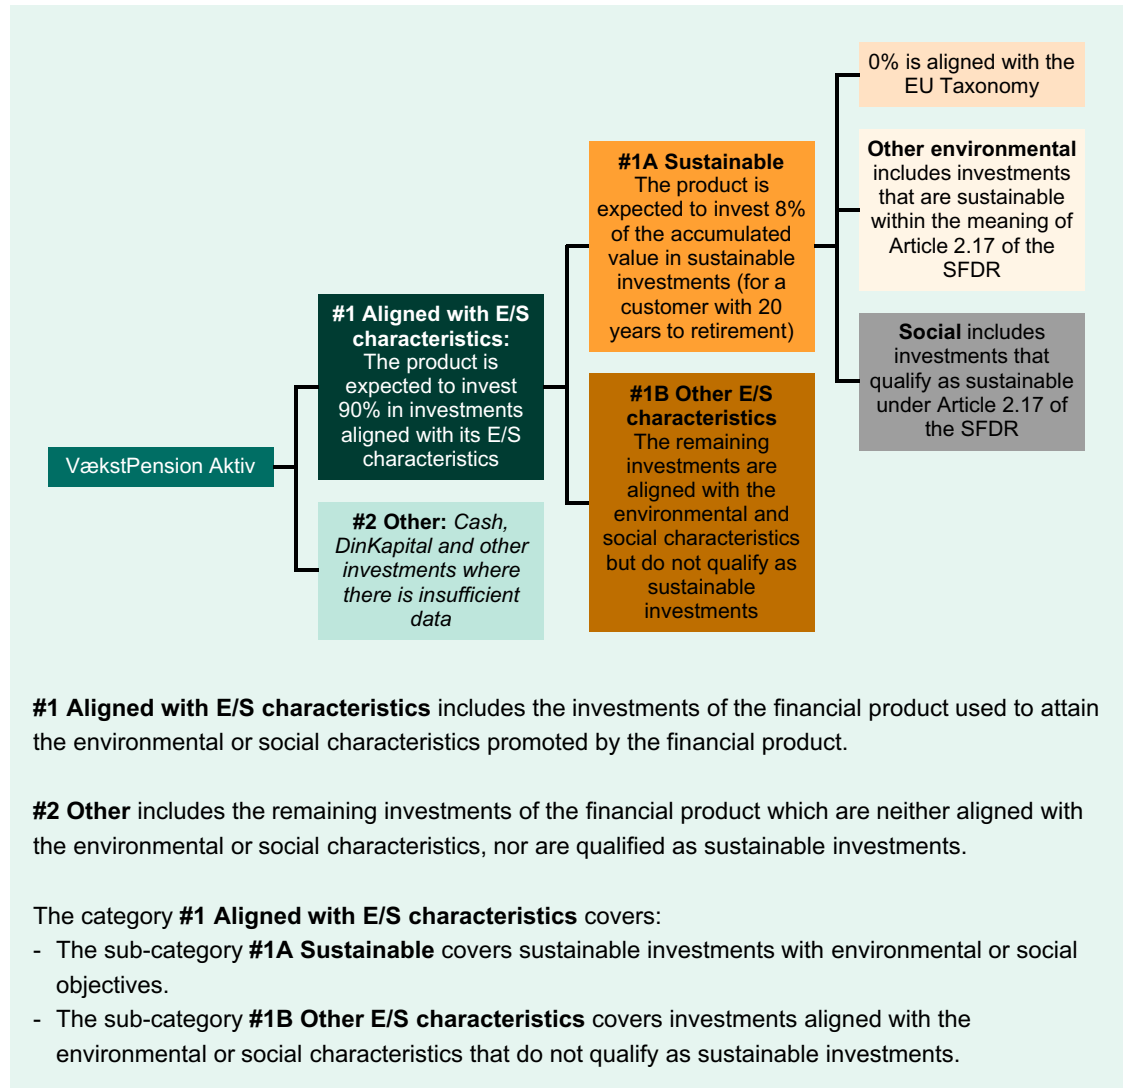 VækstPension Aktiv
#1 Aligned with E/S
characteristics:
The product is
expected to invest
90% in investments
aligned with its E/S
characteristics
#2 Other: Cash,
DinKapital and other
investments where
there is insufficient
data
#1A Sustainable
The product is
expected to invest 8%
of the accumulated
value in sustainable
investments (for a
customer with 20
years to retirement)
#1B Other E/S
characteristics
The remaining
investments are
aligned with the
environmental and
social characteristics
but do not qualify as
sustainable
investments
0% is aligned with the
EU Taxonomy
Other environmental
includes investments
that are sustainable
within the meaning of
Article 2.17 of the
SFDR
Social includes
investments that
qualify as sustainable
under Article 2.17 of
the SFDR
#1 Aligned with E/S characteristics includes the investments of the financial product used to attain
the environmental or social characteristics promoted by the financial product.
#2 Other includes the remaining investments of the financial product which are neither aligned with
the environmental or social characteristics, nor are qualified as sustainable investments.
The category #1 Aligned with E/S characteristics covers:
- The sub-category #1A Sustainable covers sustainable investments with environmental or social
objectives.
- The sub-category #1B Other E/S characteristics covers investments aligned with the
environmental or social characteristics that do not qualify as sustainable investments.